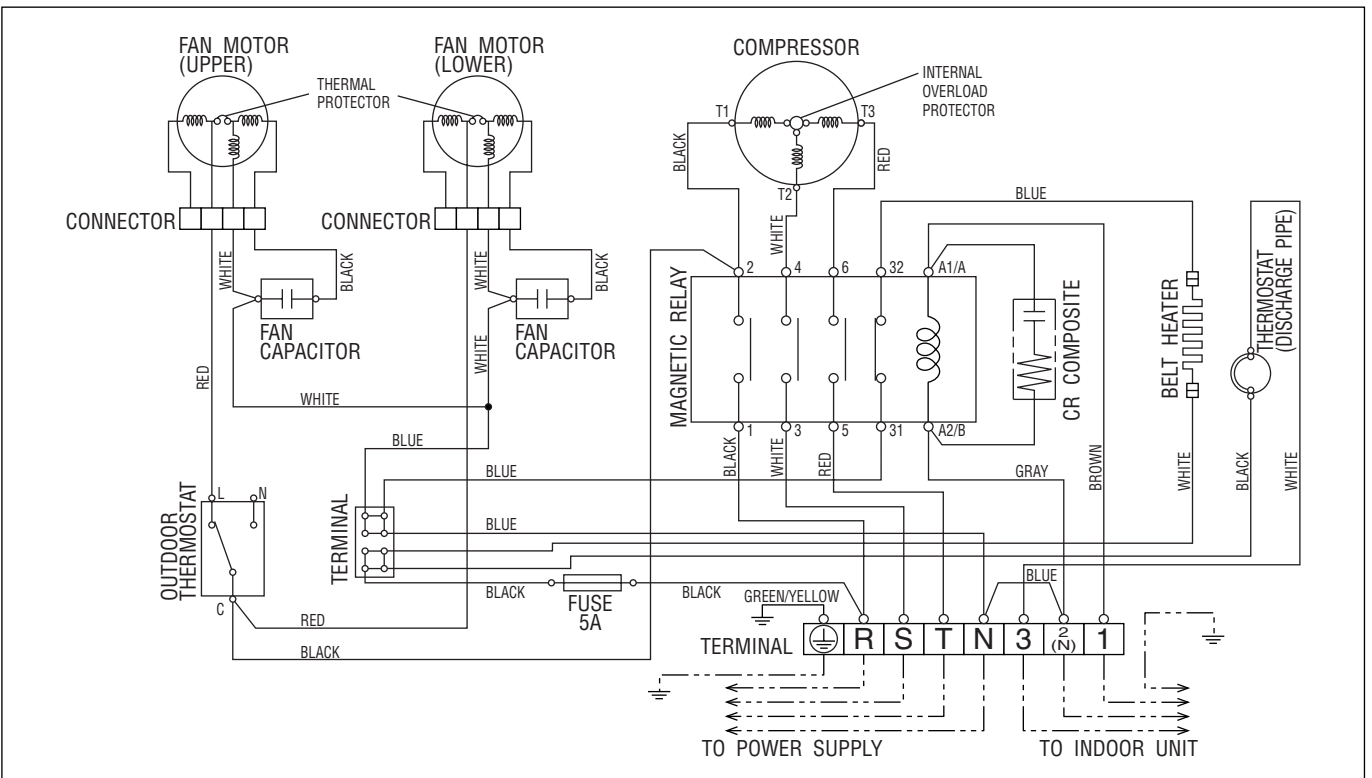 FAN MOTOR
(UPPER)
FAN MOTOR
(LOWER)
COMPRESSOR
THERMAL
PROTECTOR
INTERNAL
OVERLOAD
PROTECTOR
T1
T3
T2
BLACK
RED
WHITE
BLUE
CONNECTOR
CONNECTOR
WHITE
BLACK
WHITE
BLACK
FAN
CAPACITOR
FAN
CAPACITOR
RED
WHITE
WHITE
BLUE
BLUE
BLUE
MAGNETIC RELAY
2
4
6
32
A1/A
1
3
5
31
A2/B
CR COMPOSITE
BELT HEATER
THERMOSTAT
(DISCHARGE PIPE)
BLACK
WHITE
RED
GRAY
BROWN
WHITE
BLACK
WHITE
L
N
C
OUTDOOR
THERMOSTAT
TERMINAL
BLACK
FUSE
5A
BLACK
GREEN/YELLOW
BLUE
RED
BLACK
TERMINAL
R
S
T
N
3
2
(N)
1
TO POWER SUPPLY
TO INDOOR UNIT